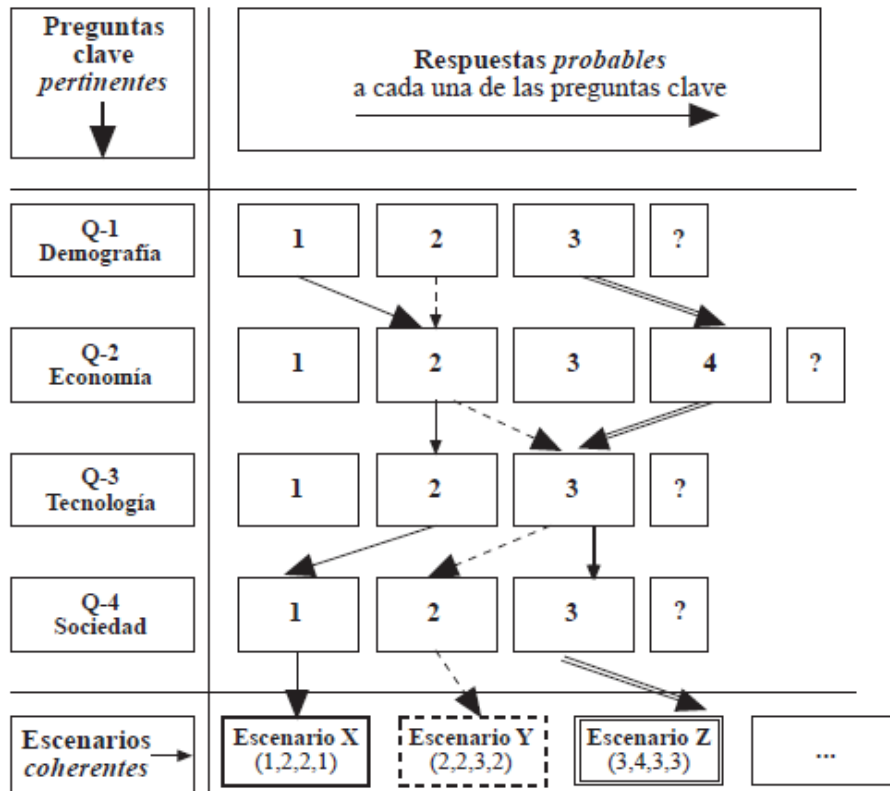 Preguntas
clave
pertinentes
Respuestas probables
a cada una de las preguntas clave
Q-1
Demografía
1
2
3
?
Q-2
Economía
1
2
3
4
?
Q-3
Tecnología
1
2
3
?
Q-4
Sociedad
1
2
3
?
Escenarios
coherentes
Escenario X
(1,2,2,1)
Escenario Y
(2,2,3,2)
Escenario Z
(3,4,3,3)
...